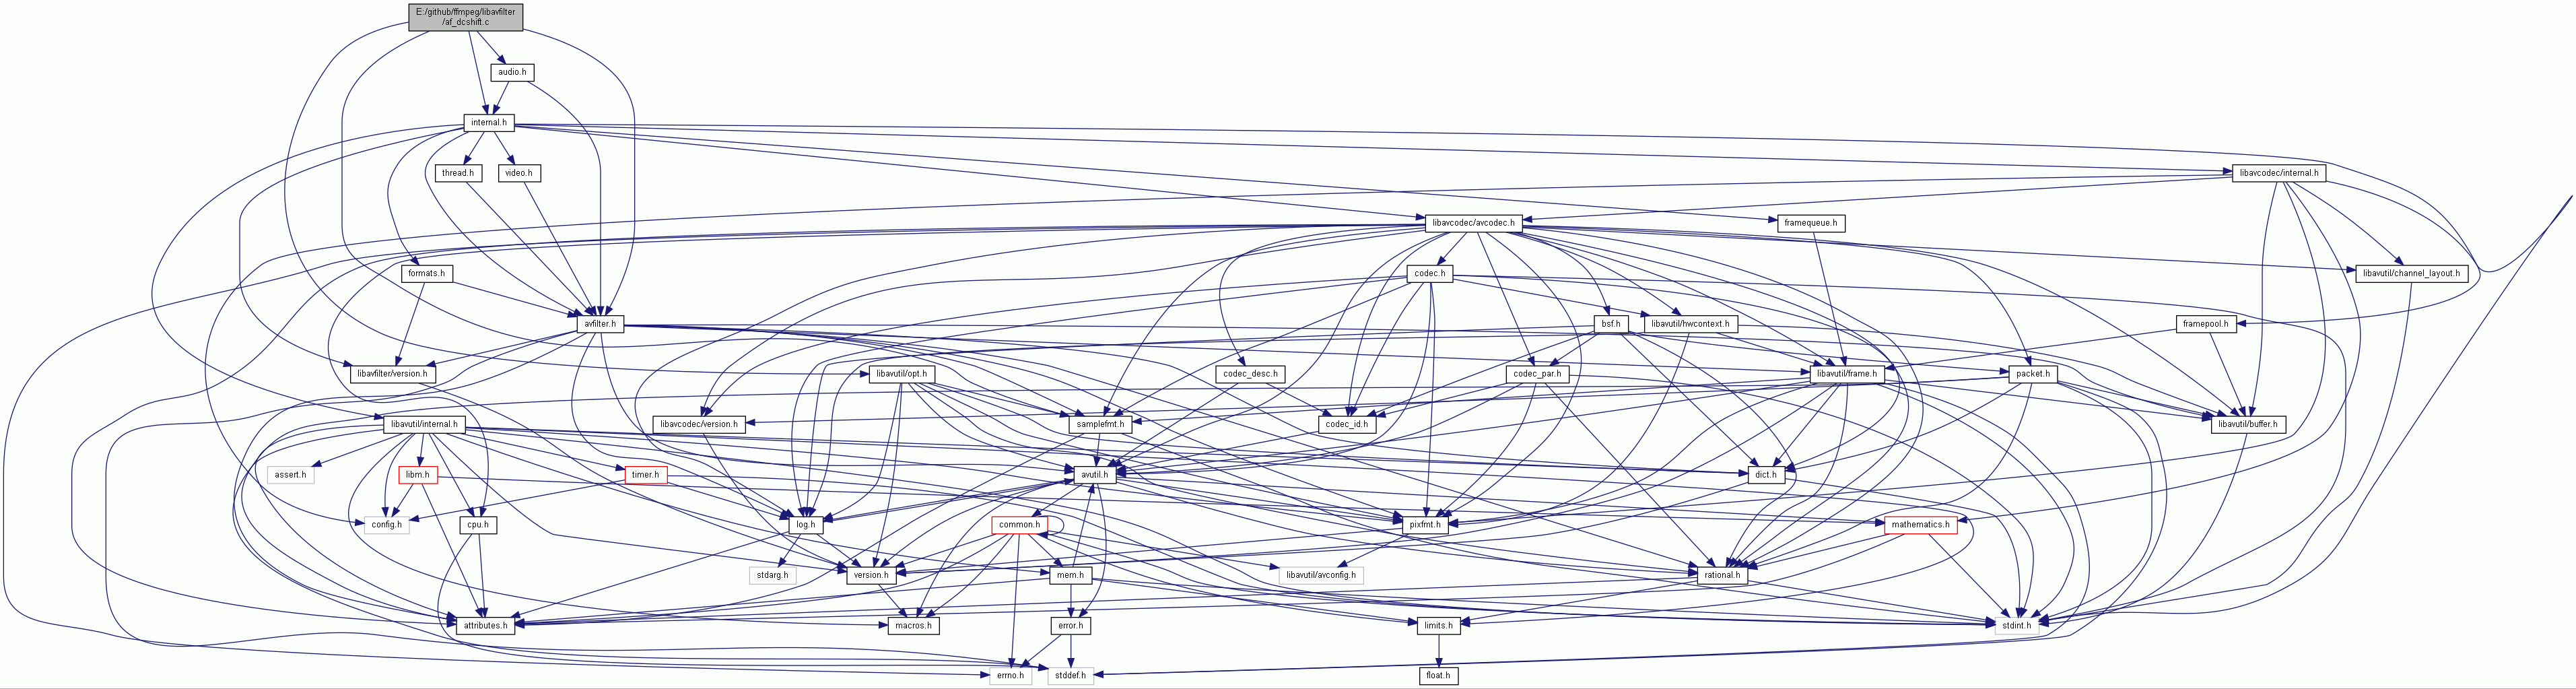 E:/github/ffmpeg/libavfilter
/af_dcshift.c
audio.h
internal.h
thread.h
video.h
libavcodec/internal.h
libavcodec/avcodec.h
framequeue.h
formats.h
codec.h
libavutil/channel_layout.h
avfilter.h
bsf.h
libavutil/hwcontext.h
framepool.h
libavfilter/version.h
libavutil/opt.h
codec_desc.h
codec_par.h
libavutil/frame.h
packet.h
libavutil/internal.h
libavcodec/version.h
samplefmt.h
codec_id.h
libavutil/buffer.h
assert.h
libm.h
timer.h
avutil.h
dict.h
config.h
cpu.h
log.h
common.h
pixfmt.h
mathematics.h
stdarg.h
version.h
mem.h
libavutil/avconfig.h
rational.h
attributes.h
macros.h
error.h
limits.h
stdint.h
errno.h
stddef.h
float.h